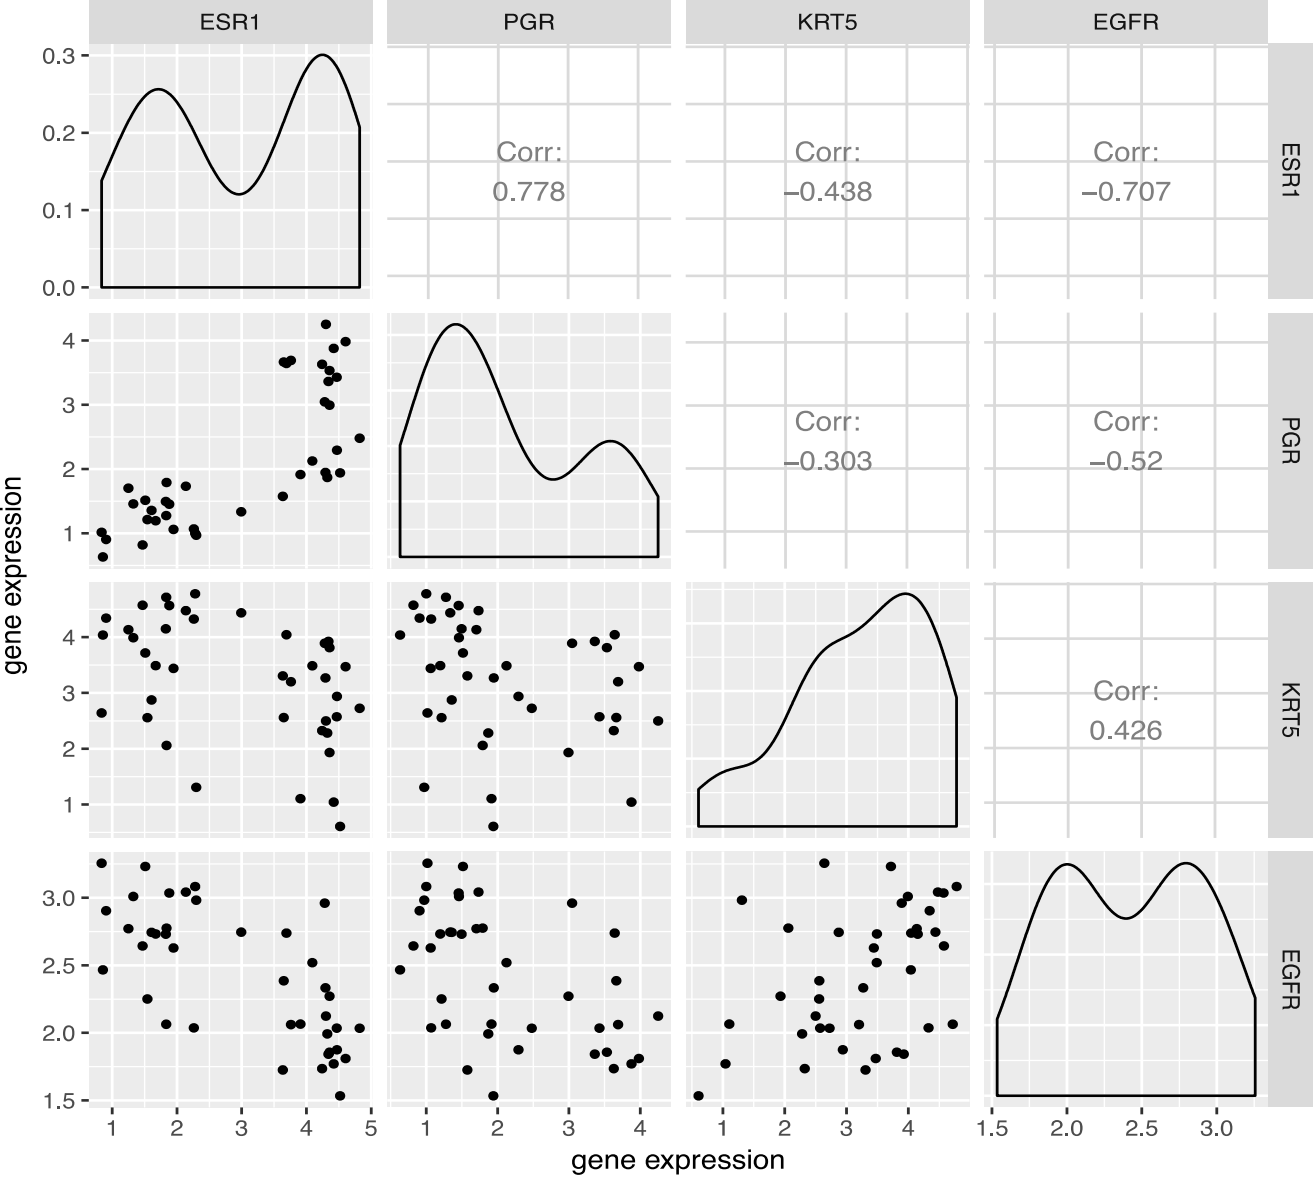 ESR1 PGR KRT5 EGFR
0.3
0.2
0.1
0.0
Corr:
0.778
Corr:
−0.438
Corr:
−0.707
ESR1
4
3
2
1
Corr:
−0.303
Corr:
−0.52
PGR
gene expression
4
3
2
1
Corr:
0.426
KRT5
3.0
2.5
2.0
1.5
EGFR
1 2 3 4 5 1 2 3 4 1 2 3 4 1.5 2.0 2.5 3.0
gene expression